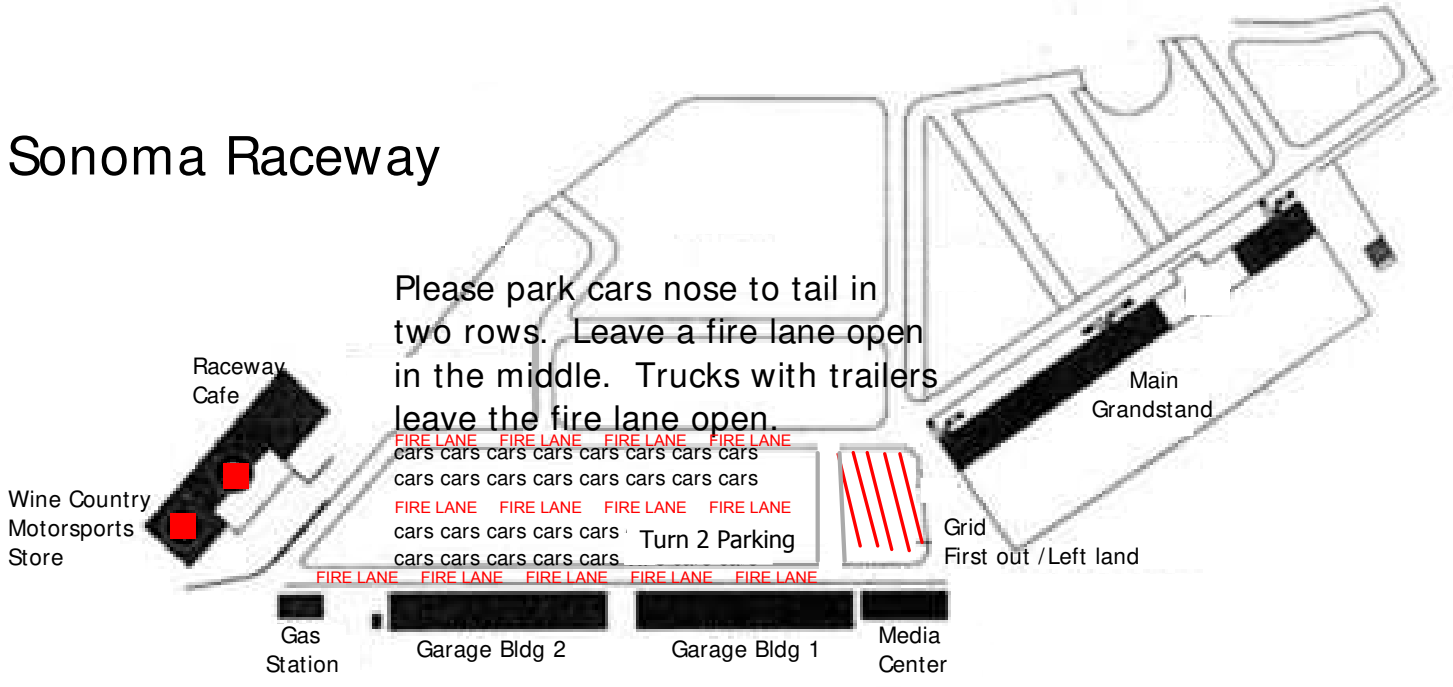 Sonoma Raceway
Please park cars nose to tail in
two rows. Leave a fire lane open
in the middle. Trucks with trailers
leave the fire lane open.
Raceway
Cafe
Main
Grandstand
FIRE LANE FIRE LANE FIRE LANE FIRE LANE
cars cars cars cars cars cars cars cars
cars cars cars cars cars cars cars cars
Wine Country
Motorsports
Store
FIRE LANE FIRE LANE FIRE LANE FIRE LANE
cars cars cars cars cars
Turn 2 Parking
cars cars cars cars cars
Grid
First out /Left land
FIRE LANE FIRE LANE FIRE LANE FIRE LANE FIRE LANE
Gas
Station
Garage Bldg 2
Garage Bldg 1
Media
Center